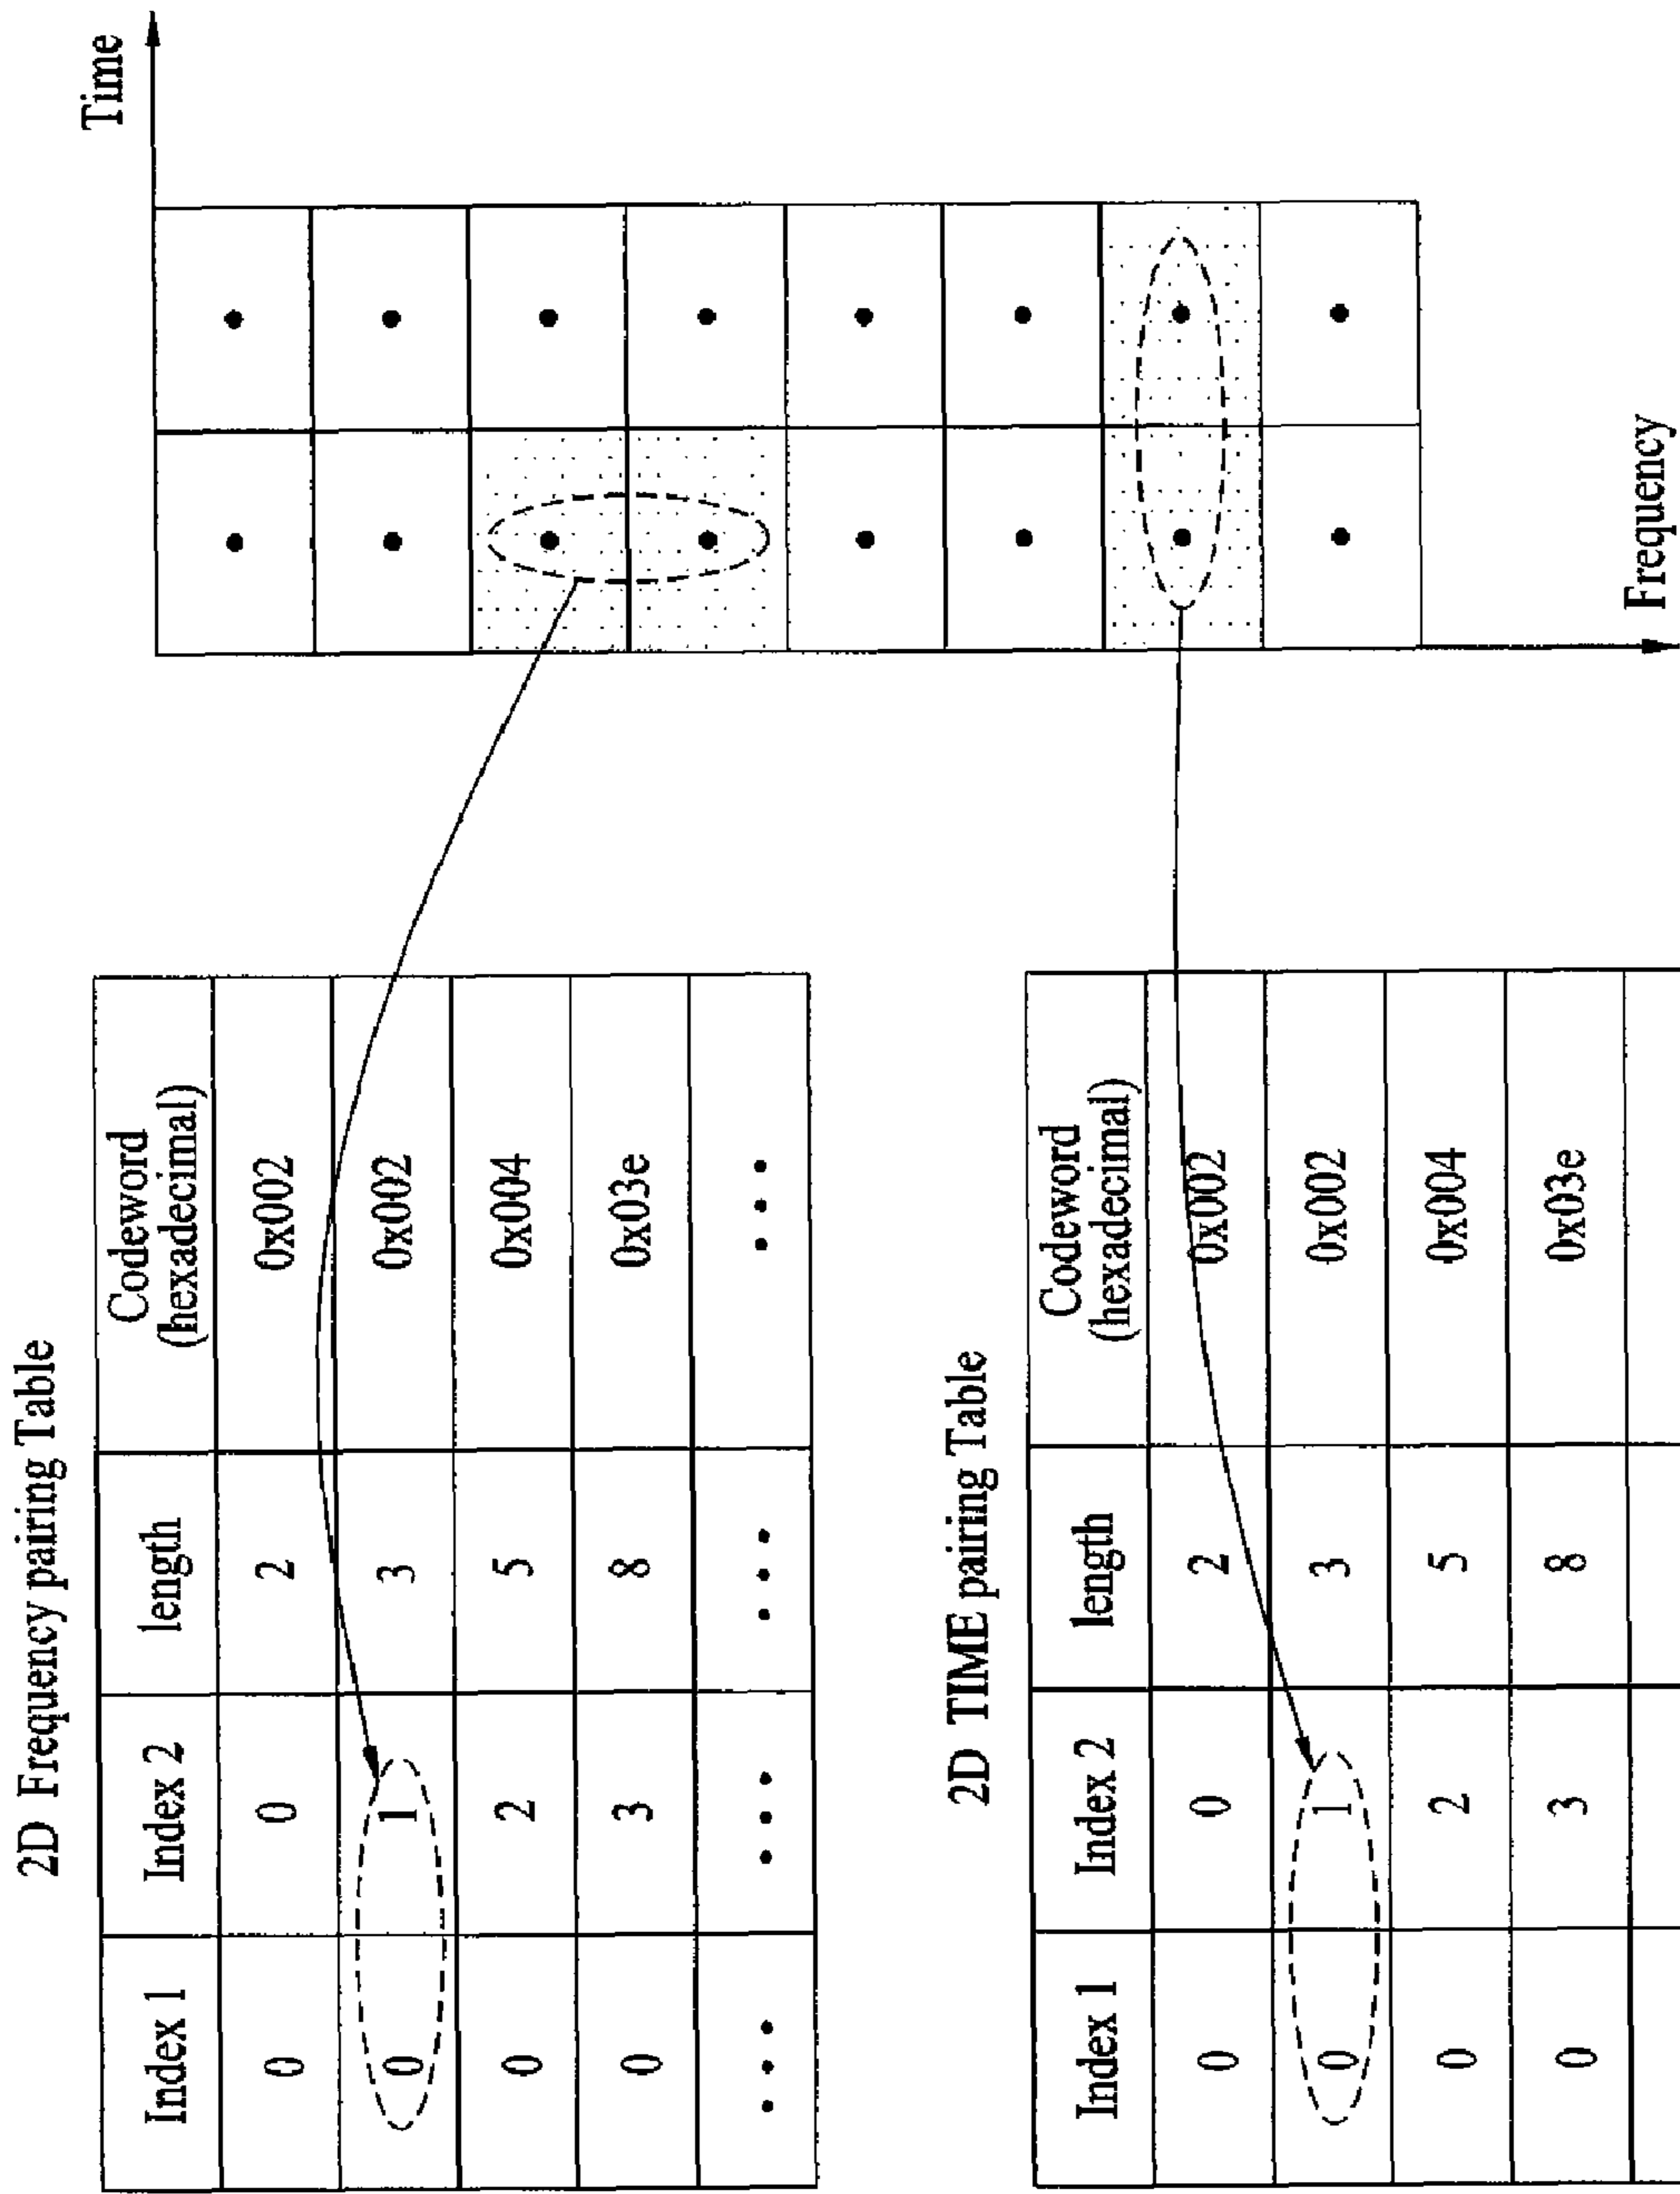 2D Frequency pairing Table
Index 1 Index 2 length Codeword (hexadecimal)
0 0 2 0x002
0 1 3 0x002
0 2 5 0x004
0 3 8 0x03e
2D TIME pairing Table
Index 1 Index 2 length Codeword (hexadecimal)
0 0 2 0x002
0 1 3 0x002
0 2 5 0x004
0 3 8 0x03e
Time
Frequency